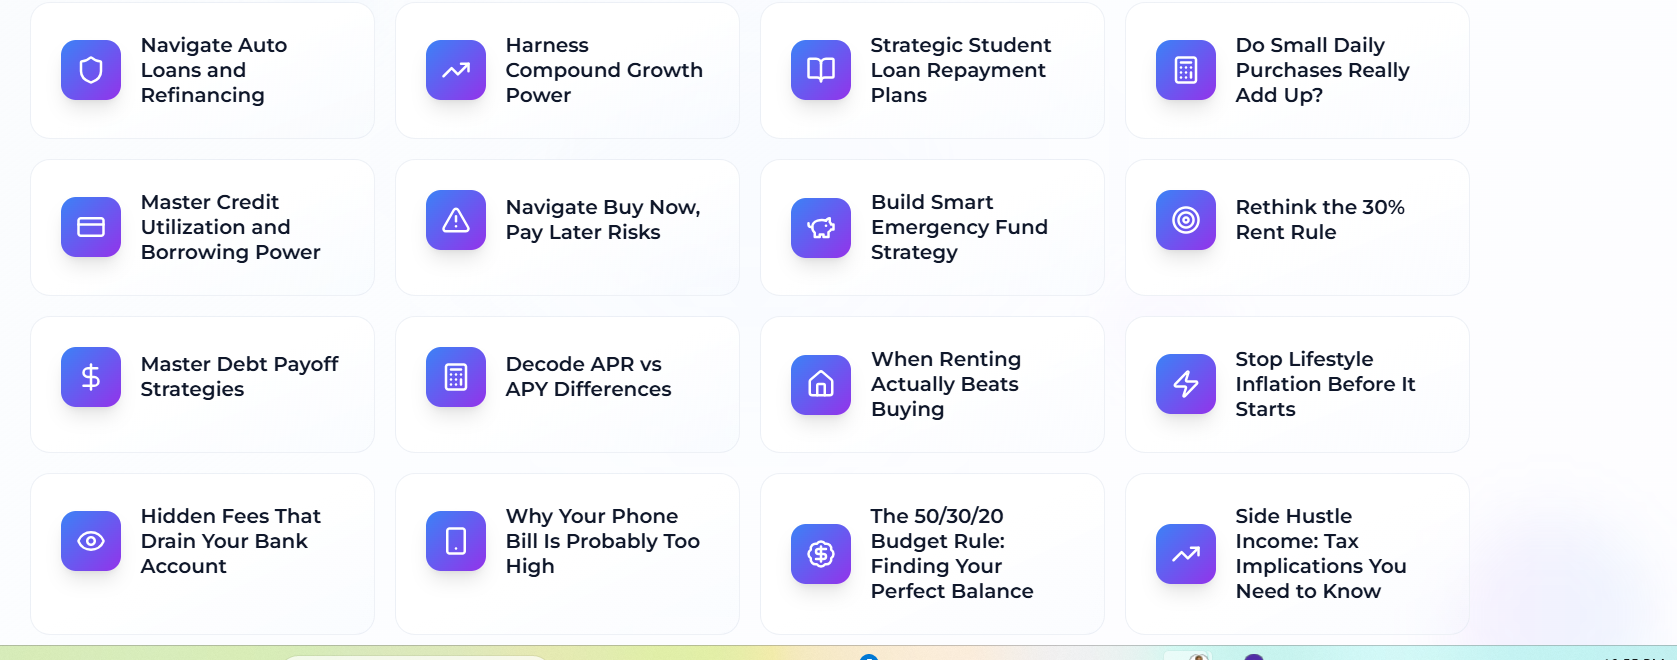 Navigate Auto
Loans and
Refinancing
Harness
Compound Growth
Power
Strategic Student
Loan Repayment
Plans
Do Small Daily
Purchases Really
Add Up?
Master Credit
Utilization and
Borrowing Power
Navigate Buy Now,
Pay Later Risks
Build Smart
Emergency Fund
Strategy
Rethink the 30%
Rent Rule
Master Debt Payoff
Strategies
Decode APR vs
APY Differences
When Renting
Actually Beats
Buying
Stop Lifestyle
Inflation Before It
Starts
Hidden Fees That
Drain Your Bank
Account
Why Your Phone
Bill Is Probably Too
High
The 50/30/20
Budget Rule:
Finding Your
Perfect Balance
Side Hustle
Income: Tax
Implications You
Need to Know